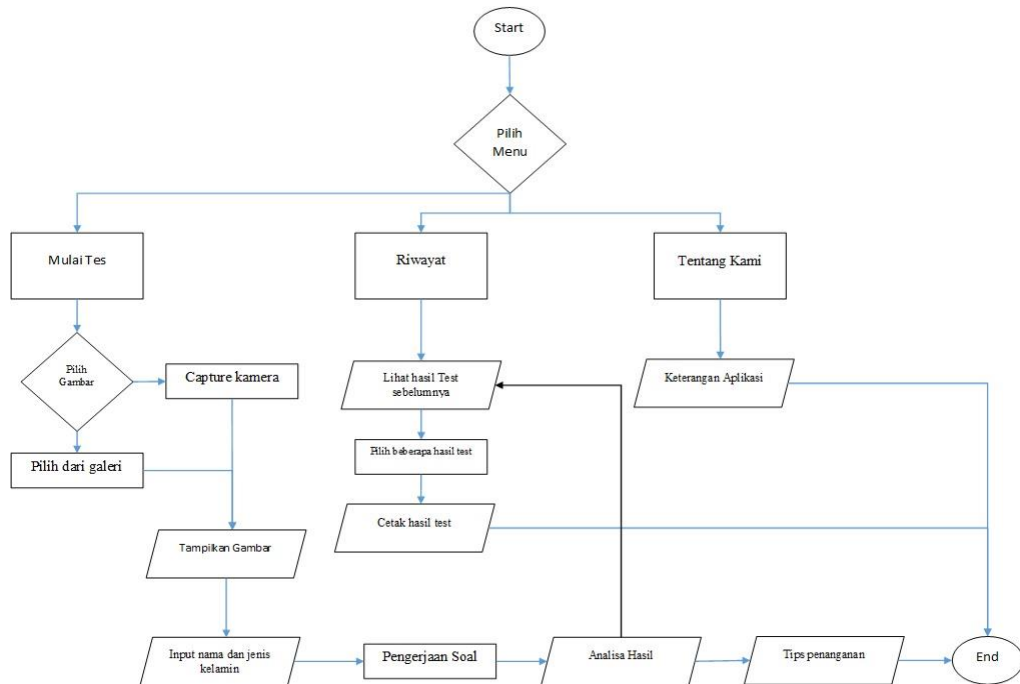 Start
Pilih
Menu
Mulai Tes
Riwayat
Tentang Kami
Pilih
Gambar
Capture kamera
Lihat hasil Test
sebelumnya
Keterangan Aplikasi
Pilih dari galeri
Pilih beberapa hasil test
Cetak hasil test
Tampilkan Gambar
Input nama dan jenis
kelamin
Pengerjaan Soal
Analisa Hasil
Tips penanganan
End